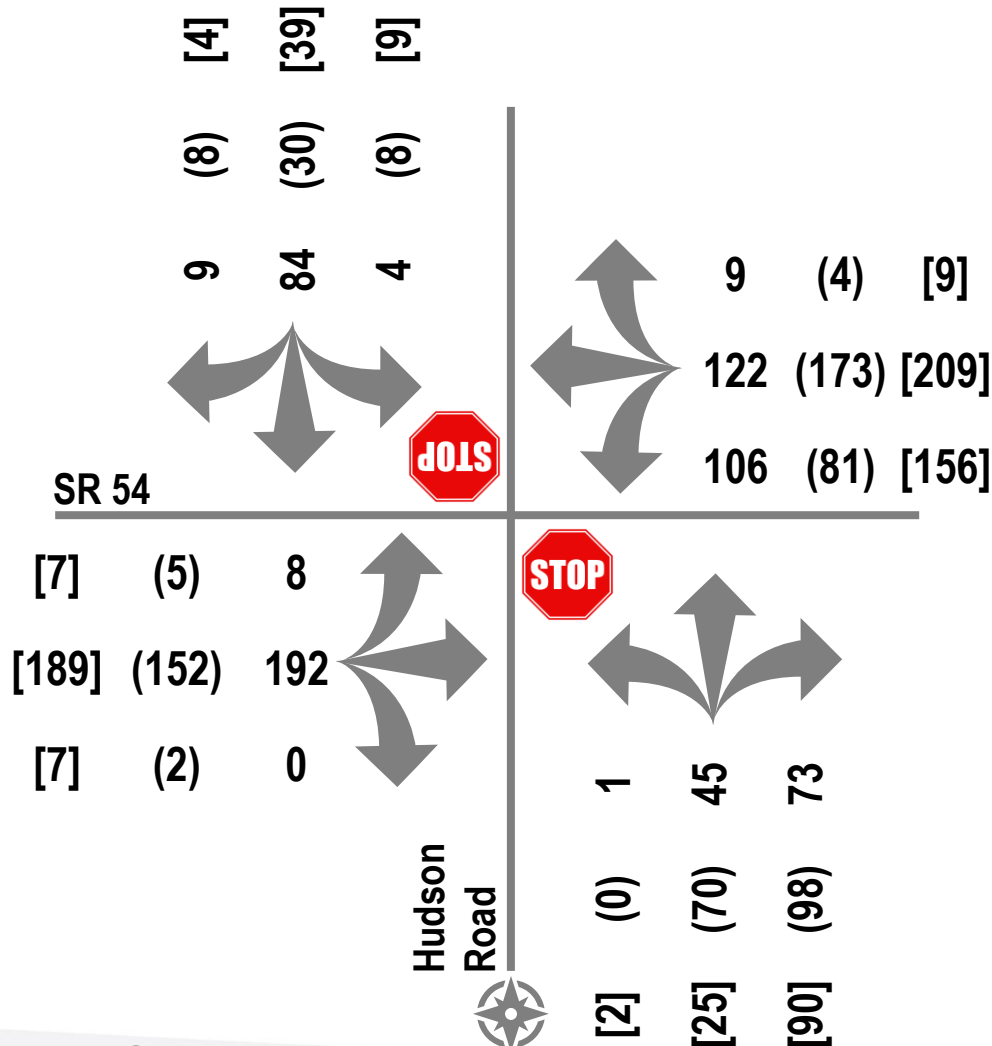 [4] [39] [9]
(8) (30) (8)
9 84 4
9 (4) [9]
122 (173) [209]
106 (81) [156]
STOP
SR 54
[7] (5) 8
STOP
[189] (152) 192
[7] (2) 0
1 45 73
Hudson
Road
(0) (70) (98)
[2] [25] [90]